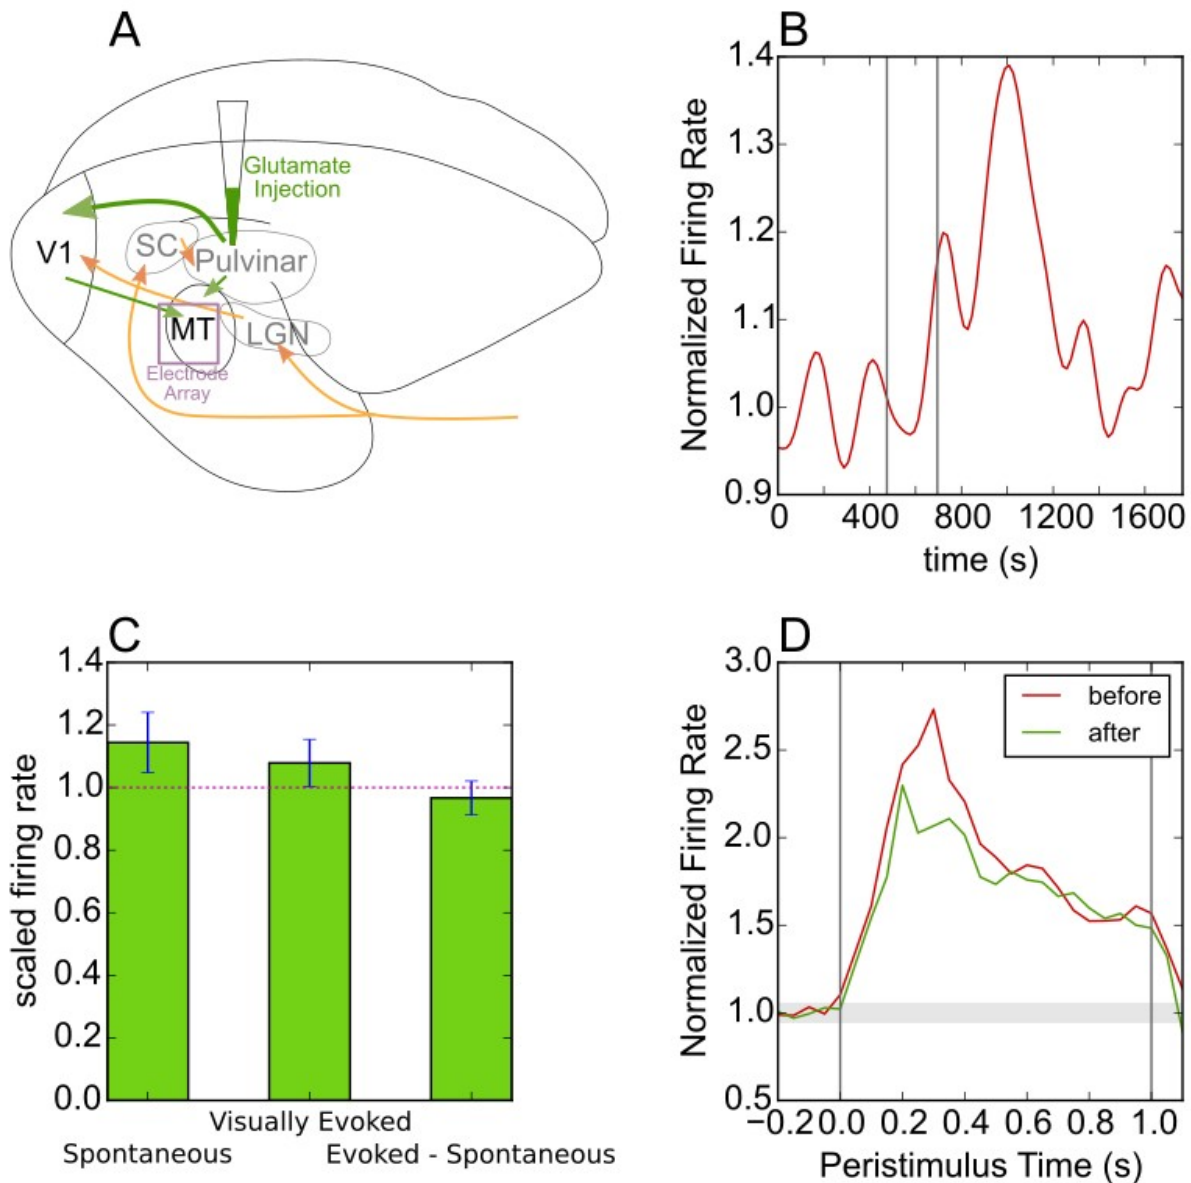 A
Glutamate
Injection
V1
SC
Pulvinar
MT
LGN
Electrode
Array
B
Normalized Firing Rate
1.4
1.3
1.2
1.1
1.0
0.9
0 400 800 1200 1600
time (s)
C
scaled firing rate
1.4
1.2
1.0
0.8
0.6
0.4
0.2
0.0
Visually Evoked
Spontaneous Evoked - Spontaneous
D
Normalized Firing Rate
3.0
2.5
2.0
1.5
1.0
0.5
before
after
−0.2 0.0 0.2 0.4 0.6 0.8 1.0
Peristimulus Time (s)